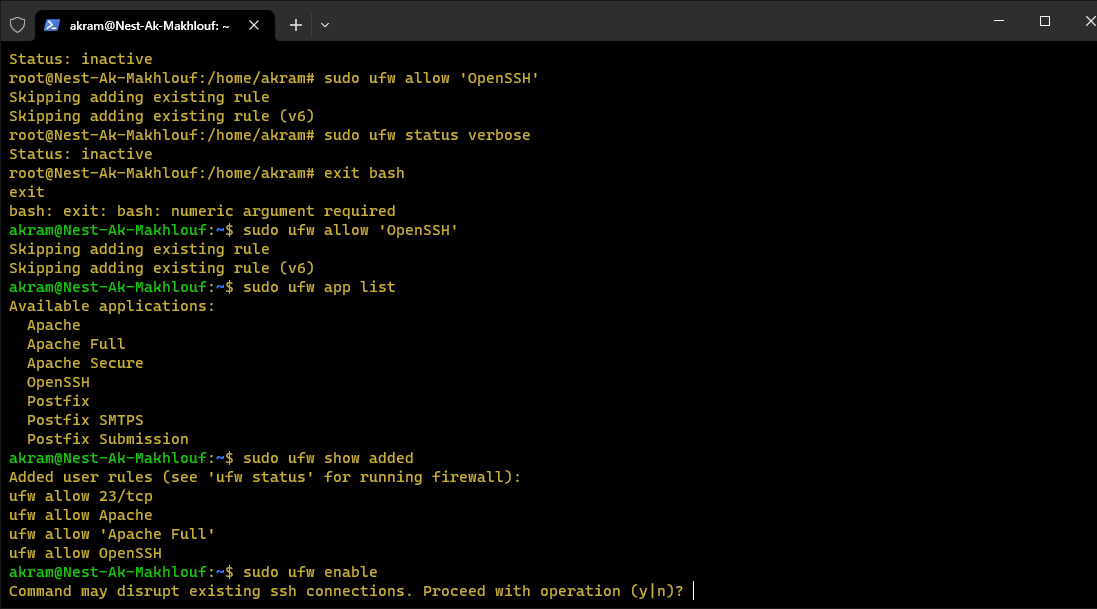 akram@Nest-Ak-Makhlouf: ~
Status: inactive
root@Nest-Ak-Makhlouf:/home/akram# sudo ufw allow 'OpenSSH'
Skipping adding existing rule
Skipping adding existing rule (v6)
root@Nest-Ak-Makhlouf:/home/akram# sudo ufw status verbose
Status: inactive
root@Nest-Ak-Makhlouf:/home/akram# exit bash
exit
bash: exit: bash: numeric argument required
akram@Nest-Ak-Makhlouf:~$ sudo ufw allow 'OpenSSH'
Skipping adding existing rule
Skipping adding existing rule (v6)
akram@Nest-Ak-Makhlouf:~$ sudo ufw app list
Available applications:
  Apache
  Apache Full
  Apache Secure
  OpenSSH
  Postfix
  Postfix SMTPS
  Postfix Submission
akram@Nest-Ak-Makhlouf:~$ sudo ufw show added
Added user rules (see 'ufw status' for running firewall):
ufw allow 23/tcp
ufw allow Apache
ufw allow 'Apache Full'
ufw allow OpenSSH
akram@Nest-Ak-Makhlouf:~$ sudo ufw enable
Command may disrupt existing ssh connections. Proceed with operation (y|n)?